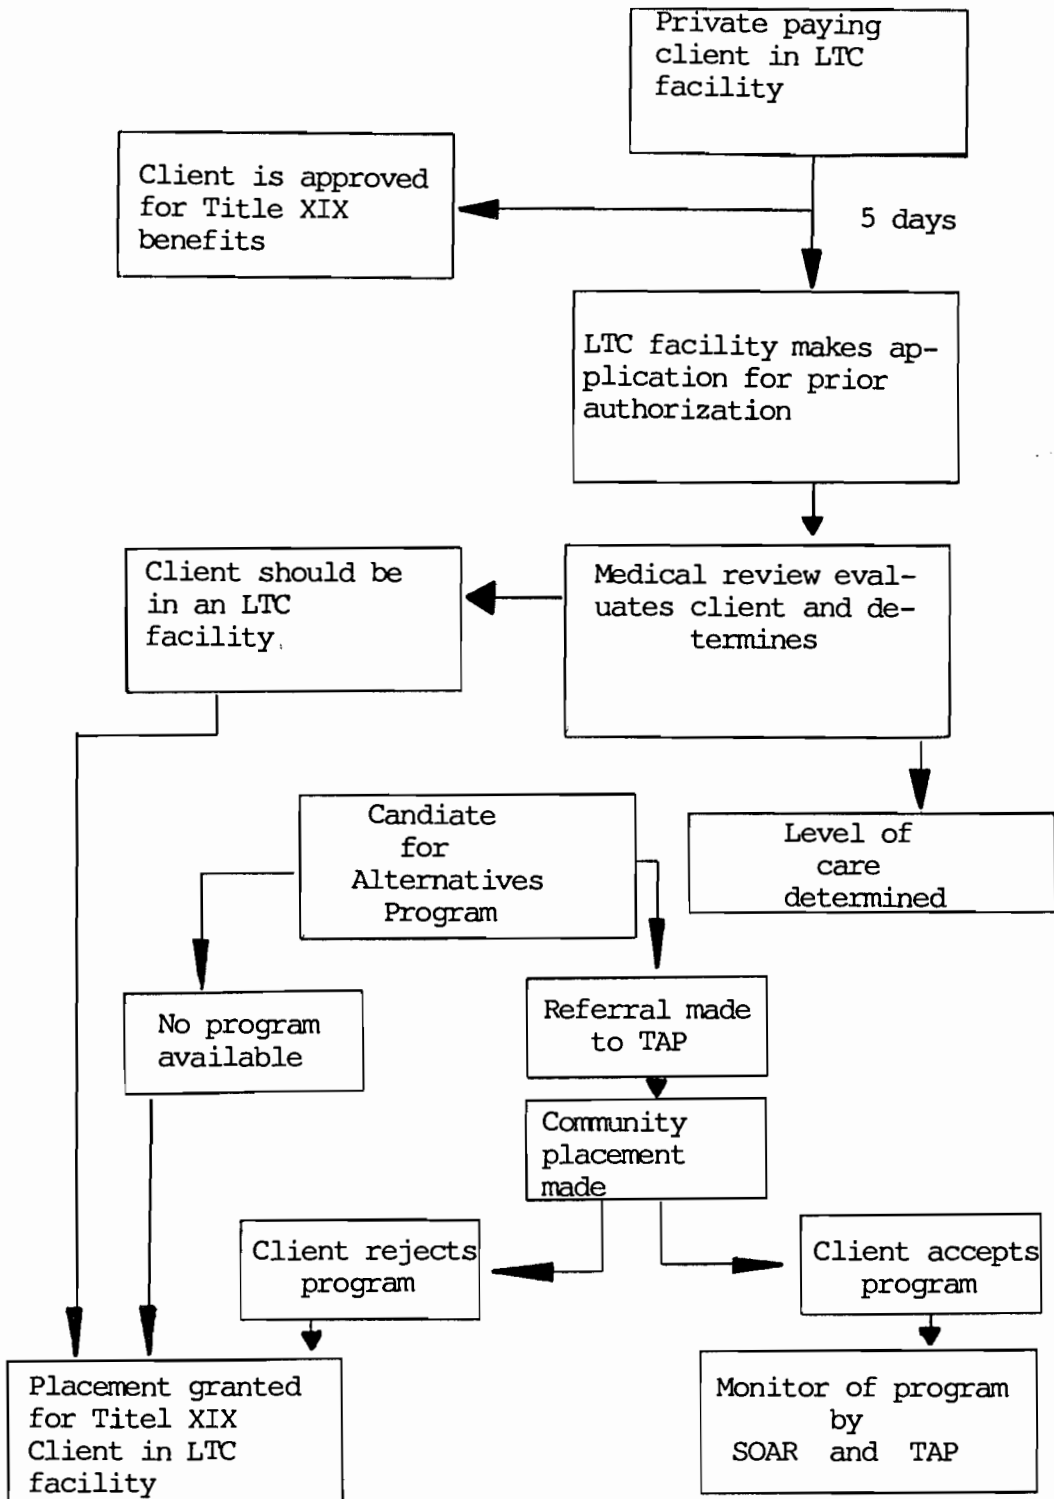 Private paying
client in LTC
facility
Client is approved
for Title XIX
benefits
5 days
LTC facility makes ap-
plication for prior
authorization
Client should be
in an LTC
facility.
Medical review eval-
uates client and de-
termines
Candiate
for
Alternatives
Program
Level of
care
determined
No program
available
Referral made
to TAP
Community
placement
made
Client rejects
program
Client accepts
program
Placement granted
for Titel XIX
Client in LTC
facility
Monitor of program
by
SOAR and TAP